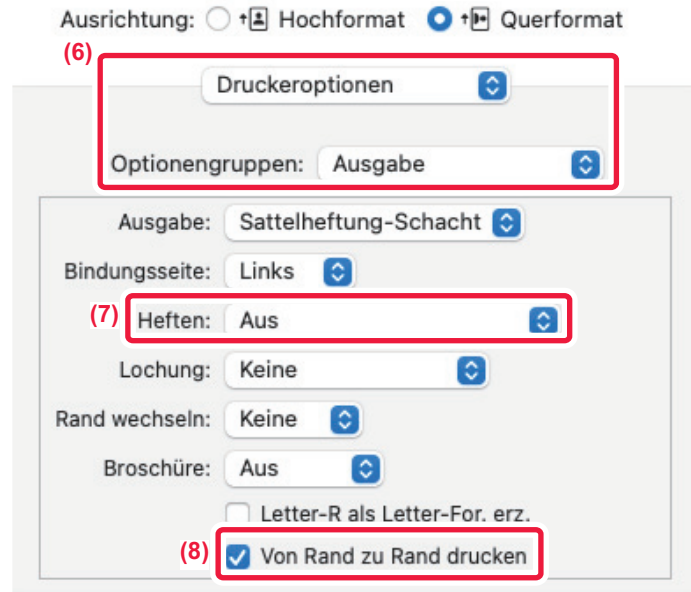 Ausrichtung: Hochformat Querformat
(6)
Druckeroptionen
Optionengruppen: Ausgabe
Ausgabe: Sattelheftung-Schacht
Bindungsseite: Links
(7) Heften: Aus
Lochung: Keine
Rand wechseln: Keine
Broschüre: Aus
Letter-R als Letter-For. erz.
(8) Von Rand zu Rand drucken